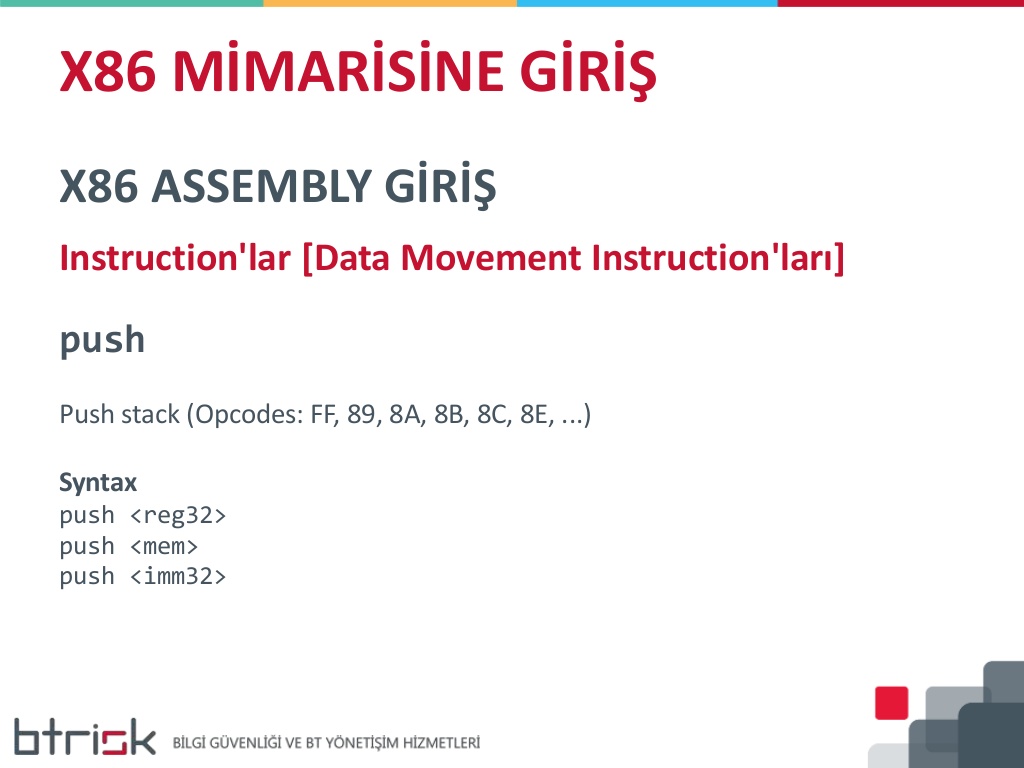 X86 MİMARİSİNE GİRİŞ
X86 ASSEMBLY GİRİŞ
Instruction'lar [Data Movement Instruction'ları]
push
Push stack (Opcodes: FF, 89, 8A, 8B, 8C, 8E, ...)
Syntax
push <reg32>
push <mem>
push <imm32>
btrisk BİLGİ GÜVENLİĞİ VE BT YÖNETİŞİM HİZMETLERİ